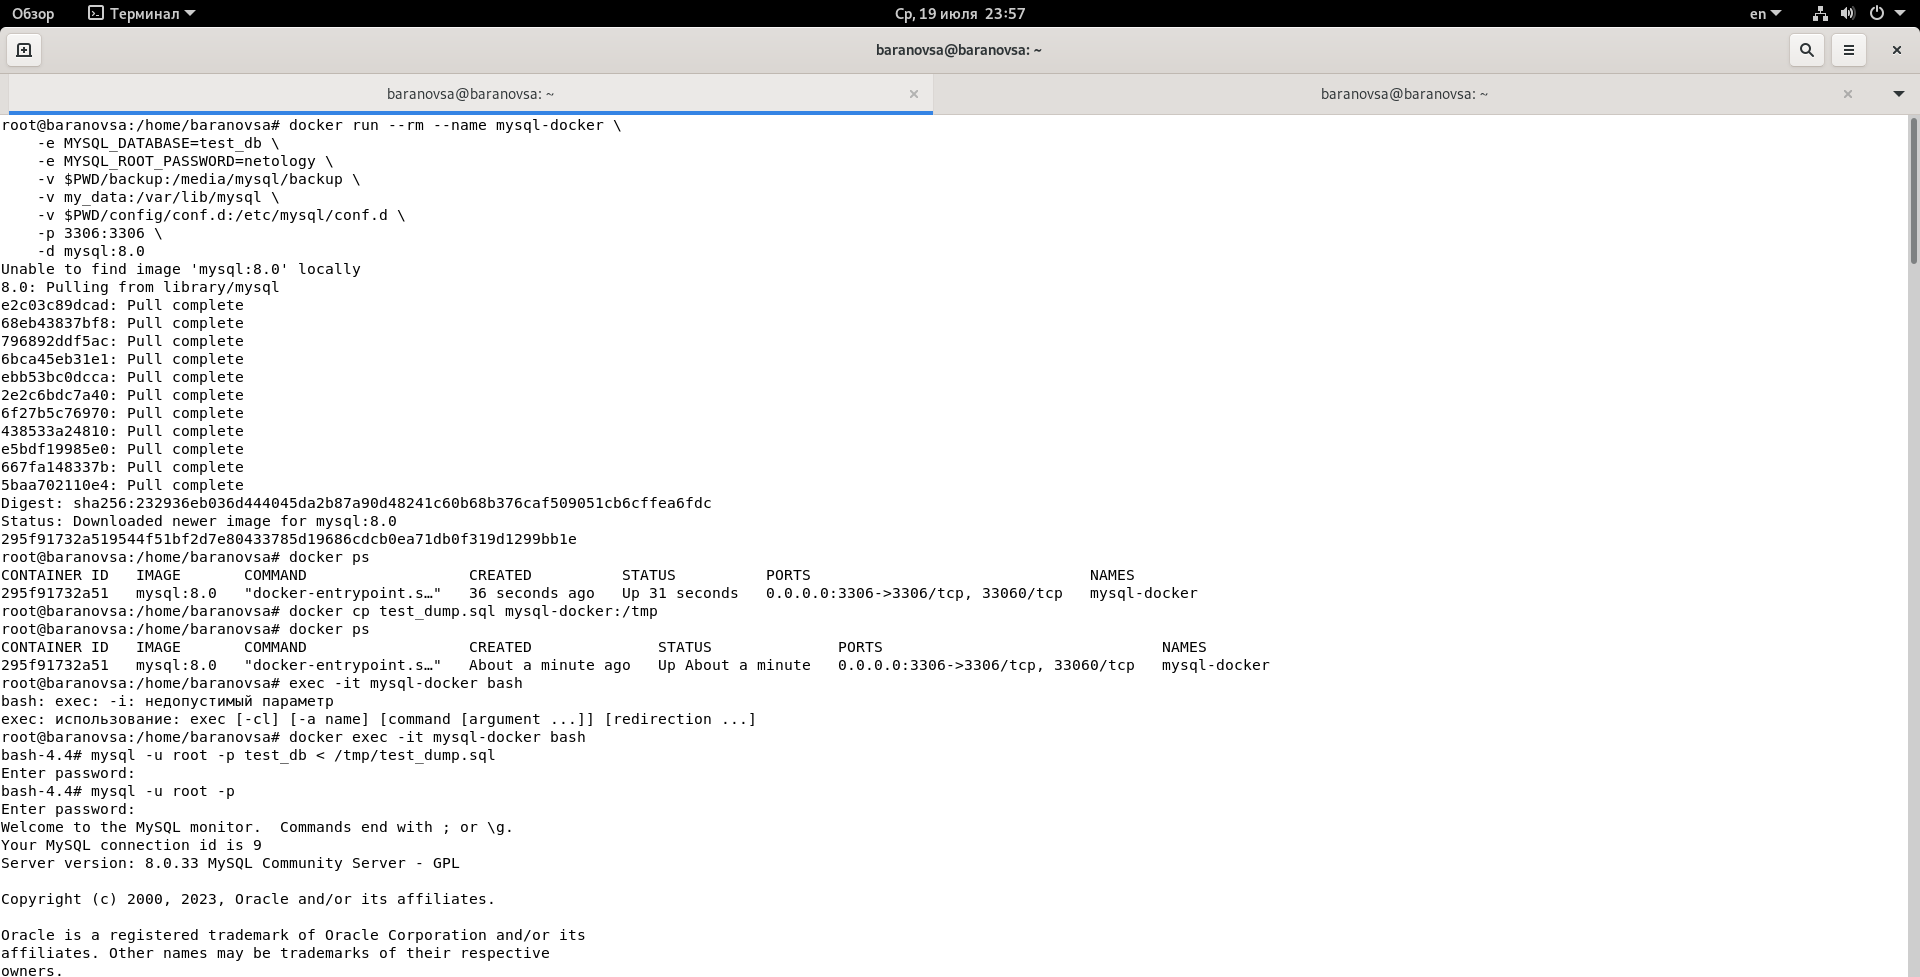 Обзор Терминал Ср, 19 июля 23:57 en
baranovsa@baranovsa: ~
baranovsa@baranovsa: ~ baranovsa@baranovsa: ~
root@baranovsa:/home/baranovsa# docker run --rm --name mysql-docker \
    -e MYSQL_DATABASE=test_db \
    -e MYSQL_ROOT_PASSWORD=netology \
    -v $PWD/backup:/media/mysql/backup \
    -v my_data:/var/lib/mysql \
    -v $PWD/config/conf.d:/etc/mysql/conf.d \
    -p 3306:3306 \
    -d mysql:8.0
Unable to find image 'mysql:8.0' locally
8.0: Pulling from library/mysql
e2c03c89dcad: Pull complete
68eb43837bf8: Pull complete
796892ddf5ac: Pull complete
6bca45eb31e1: Pull complete
ebb53bc0dcca: Pull complete
2e2c6bdc7a40: Pull complete
6f27b5c76970: Pull complete
438533a24810: Pull complete
e5bdf19985e0: Pull complete
667fa148337b: Pull complete
5baa702110e4: Pull complete
Digest: sha256:232936eb036d444045da2b87a90d48241c60b68b376caf509051cb6cffea6fdc
Status: Downloaded newer image for mysql:8.0
295f91732a519544f51bf2d7e80433785d19686cdcb0ea71db0f319d1299bb1e
root@baranovsa:/home/baranovsa# docker ps
CONTAINER ID   IMAGE       COMMAND                  CREATED          STATUS          PORTS                               NAMES
295f91732a51   mysql:8.0   "docker-entrypoint.s…"   36 seconds ago   Up 31 seconds   0.0.0.0:3306->3306/tcp, 33060/tcp   mysql-docker
root@baranovsa:/home/baranovsa# docker cp test_dump.sql mysql-docker:/tmp
root@baranovsa:/home/baranovsa# docker ps
CONTAINER ID   IMAGE       COMMAND                  CREATED              STATUS              PORTS                               NAMES
295f91732a51   mysql:8.0   "docker-entrypoint.s…"   About a minute ago   Up About a minute   0.0.0.0:3306->3306/tcp, 33060/tcp   mysql-docker
root@baranovsa:/home/baranovsa# exec -it mysql-docker bash
bash: exec: -i: недопустимый параметр
exec: использование: exec [-cl] [-a name] [command [argument ...]] [redirection ...]
root@baranovsa:/home/baranovsa# docker exec -it mysql-docker bash
bash-4.4# mysql -u root -p test_db < /tmp/test_dump.sql
Enter password:
bash-4.4# mysql -u root -p
Enter password:
Welcome to the MySQL monitor.  Commands end with ; or \g.
Your MySQL connection id is 9
Server version: 8.0.33 MySQL Community Server - GPL
Copyright (c) 2000, 2023, Oracle and/or its affiliates.
Oracle is a registered trademark of Oracle Corporation and/or its
affiliates. Other names may be trademarks of their respective
owners.